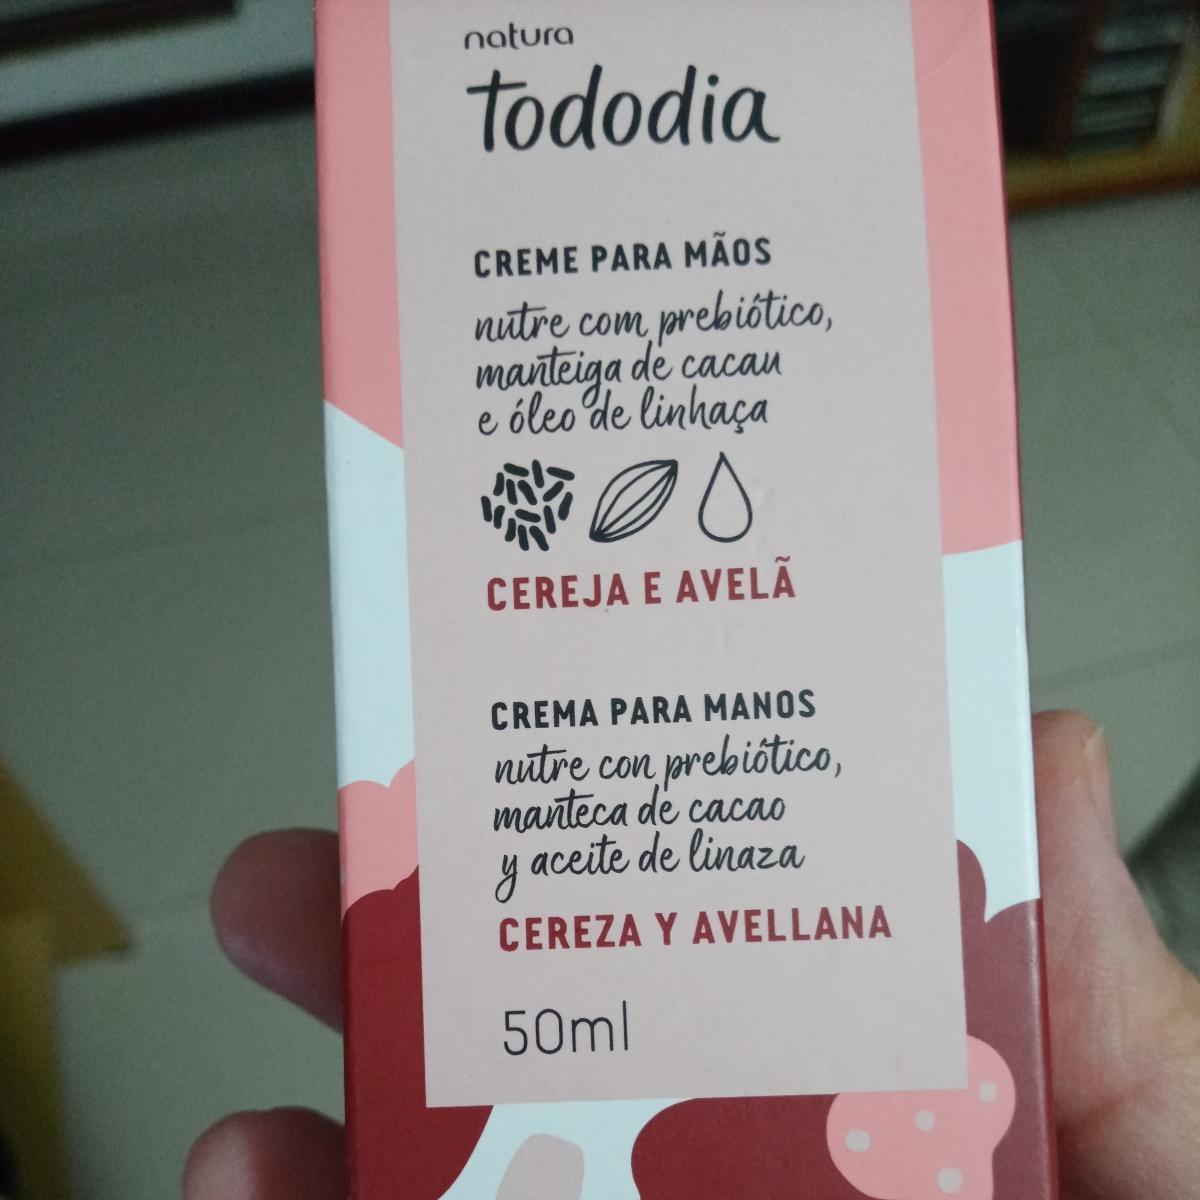 natura
tododia
CREME PARA MÃOS
nutre com prebiótico,
manteiga de cacau
e óleo de linhaça
CEREJA E AVELÃ
CREMA PARA MANOS
nutre con prebiótico,
manteca de cacao
y aceite de linaza
CEREZA Y AVELLANA
50ml